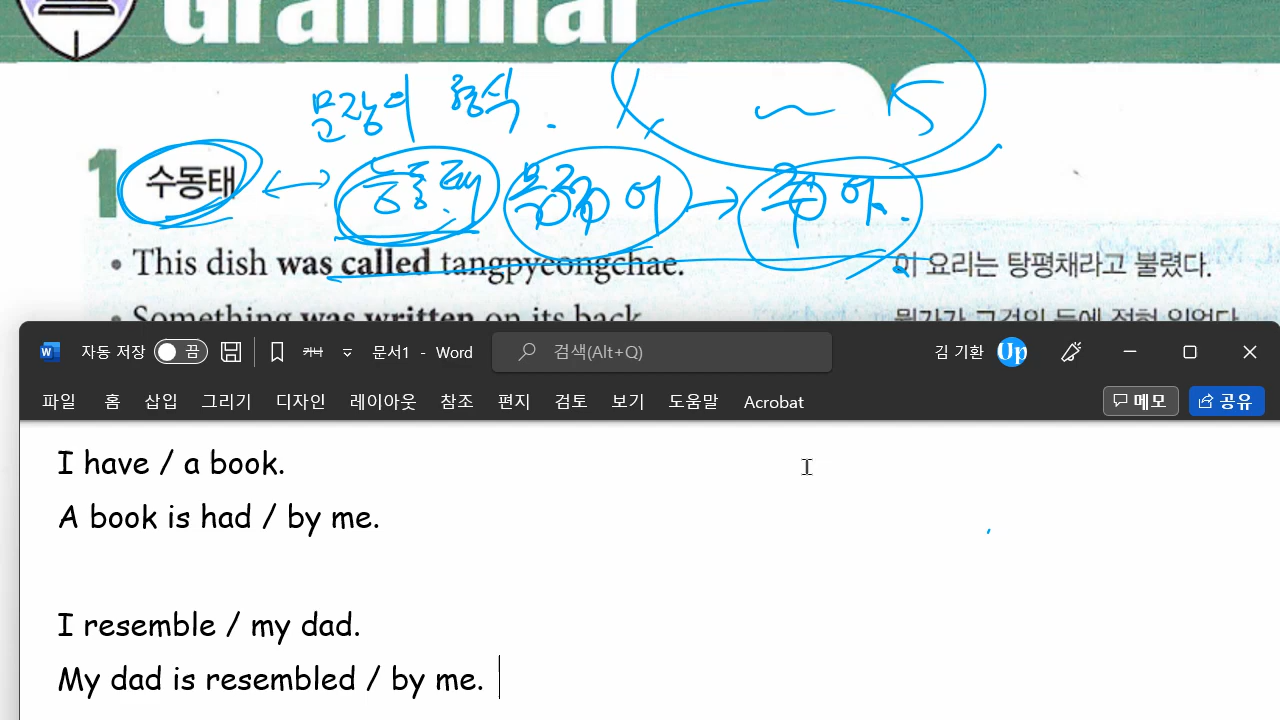 Grammar
문장의 형식. 1, ~ 5
1 수동태 ↔ 능동태 목적어 → 주어.
• This dish was called tangpyeongchae. 이 요리는 탕평채라고 불렸다.
Something was written on its back. 뭔가가 그것의 등에 적혀 있었다.
자동 저장 끔 가나 문서1 - Word 검색(Alt+Q) 김 기환 Up
파일 홈 삽입 그리기 디자인 레이아웃 참조 편지 검토 보기 도움말 Acrobat 메모 공유
I have / a book.
A book is had / by me.
I resemble / my dad.
My dad is resembled / by me.